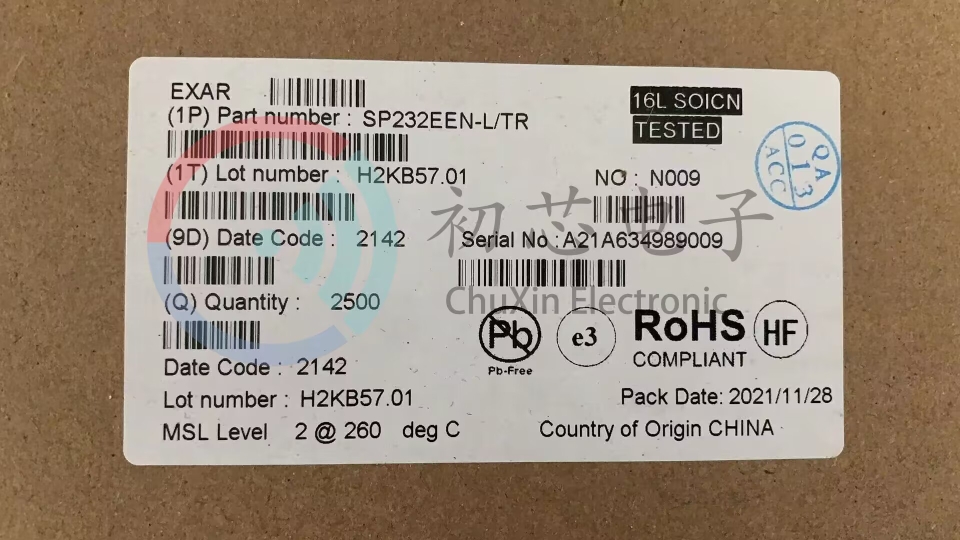 EXAR
(1P) Part number : SP232EEN-L/TR
16L SOICN
TESTED
QA
013
ACC
(1T) Lot number : H2KB57.01
NO : N009
初芯电子
(9D) Date Code : 2142
Serial No : A21A634989009
(Q) Quantity : 2500
ChuXin Electronic
Pb
Pb-Free
e3
RoHS
COMPLIANT
HF
Date Code : 2142
Lot number : H2KB57.01
Pack Date: 2021/11/28
MSL Level 2 @ 260 deg C
Country of Origin CHINA